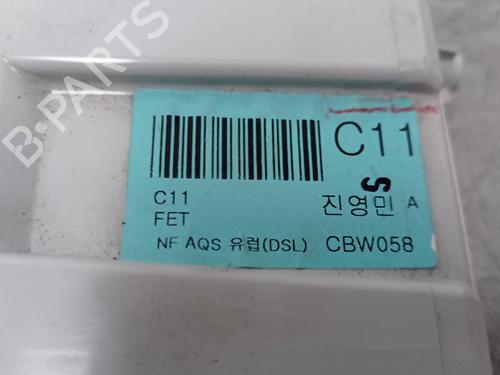 B-PARTS
C11
S
C11
FET
진영민 A
NF AQS 유럽(DSL) CBW058